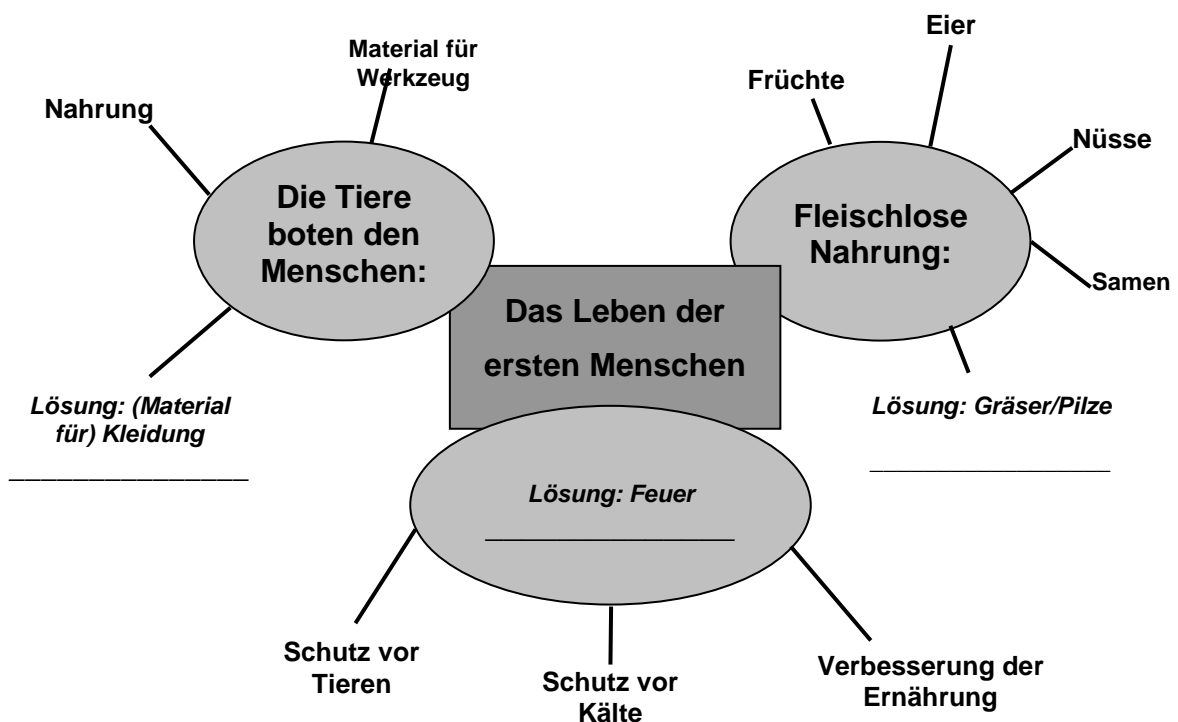 Eier
Material für
Werkzeug
Früchte
Nahrung
Nüsse
Die Tiere
boten den
Menschen:
Fleischlose
Nahrung:
Samen
Das Leben der
ersten Menschen
Lösung: (Material
für) Kleidung
Lösung: Gräser/Pilze
Lösung: Feuer
Schutz vor
Tieren
Schutz vor
Kälte
Verbesserung der
Ernährung